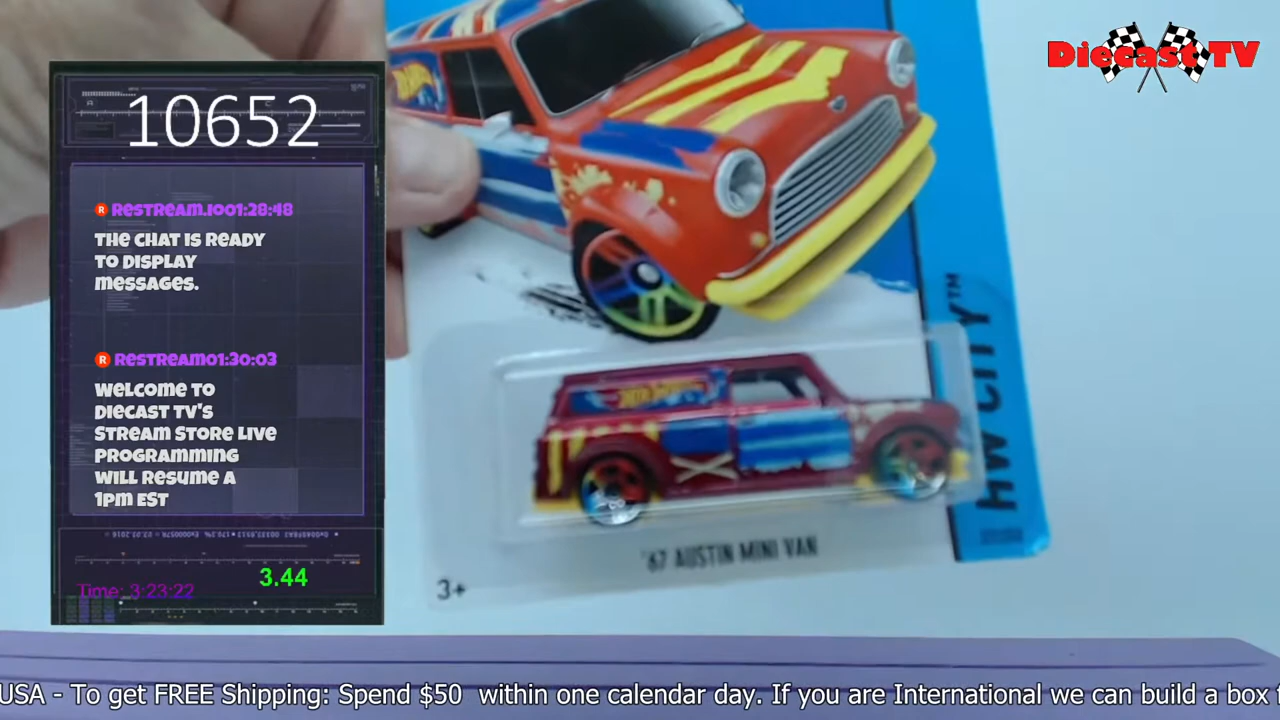 Diecast TV
10652
RESTREAM.IO01:28:48
THE CHAT IS READY
TO DISPLAY
MESSAGES.
RESTREAM01:30:03
WELCOME TO
DIECAST TV'S
STREAM STORE LIVE
PROGRAMMING
WILL RESUME A
1PM EST
3.44
Time: 3:23:22
HW CITY™
'67 AUSTIN MINI VAN
3+
USA - To get FREE Shipping: Spend $50 within one calendar day. If you are International we can build a box f